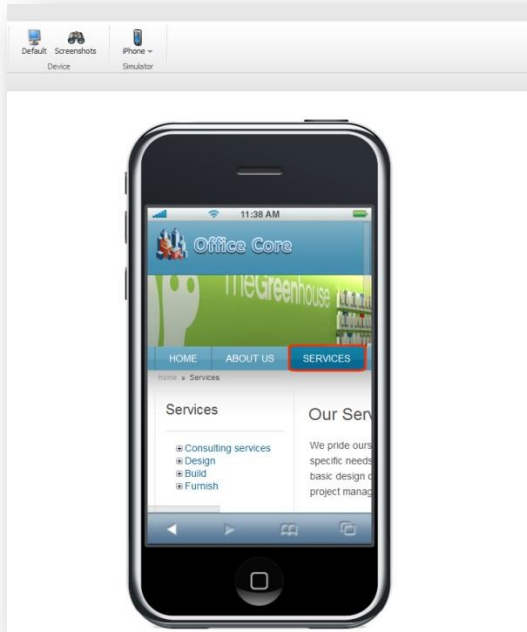 Default Screenshots iPhone
Device Simulator
11:38 AM
Office Core
TheGreenhouse
HOME ABOUT US SERVICES
Home » Services
Services
Consulting services
Design
Build
Furnish
Our Serv
We pride ours
specific needs
basic design
project manag